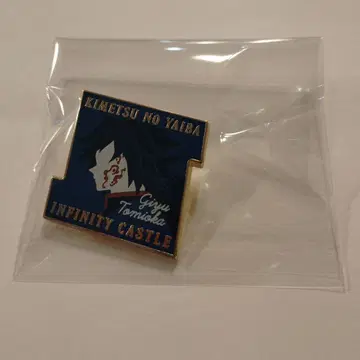 KIMETSU NO YAIBA
Giyu
Tomioka
INFINITY CASTLE